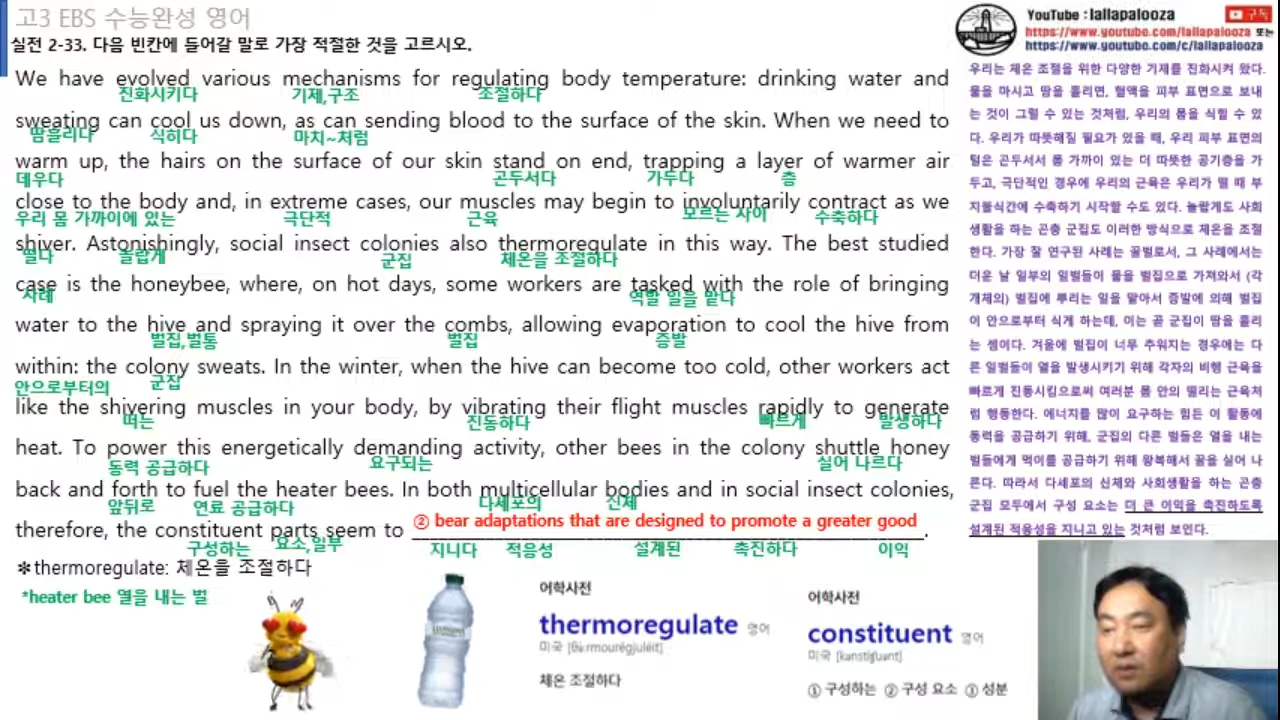 고3 EBS 수능완성 영어
실전 2-33. 다음 빈칸에 들어갈 말로 가장 적절한 것을 고르시오.
We have evolved various mechanisms for regulating body temperature: drinking water and
진화시키다 기제,구조 조절하다
sweating can cool us down, as can sending blood to the surface of the skin. When we need to
땀흘리다 식히다 마치~처럼
warm up, the hairs on the surface of our skin stand on end, trapping a layer of warmer air
데우다 곤두서다 가두다 층
close to the body and, in extreme cases, our muscles may begin to involuntarily contract as we
우리 몸 가까이에 있는 극단적 근육 모르는 사이 수축하다
shiver. Astonishingly, social insect colonies also thermoregulate in this way. The best studied
떨다 놀랍게 군집 체온을 조절하다
case is the honeybee, where, on hot days, some workers are tasked with the role of bringing
사례 역할 일을 맡다
water to the hive and spraying it over the combs, allowing evaporation to cool the hive from
벌집,벌통 벌집 증발
within: the colony sweats. In the winter, when the hive can become too cold, other workers act
안으로부터의 군집
like the shivering muscles in your body, by vibrating their flight muscles rapidly to generate
떠는 진동하다 빠르게 발생하다
heat. To power this energetically demanding activity, other bees in the colony shuttle honey
동력 공급하다 요구되는 실어 나르다
back and forth to fuel the heater bees. In both multicellular bodies and in social insect colonies,
앞뒤로 연료 공급하다 다세포의 신체
therefore, the constituent parts seem to ② bear adaptations that are designed to promote a greater good.
구성하는 요소,일부 지니다 적응성 설계된 촉진하다 이익
*thermoregulate: 체온을 조절하다
*heater bee 열을 내는 벌
어학사전
thermoregulate 영어
미국
체온 조절하다
어학사전
constituent 영어
미국
① 구성하는 ② 구성 요소 ③ 성분
YouTube : lallapalooza
구독
https://www.youtube.com/lallapalooza 또는
https://www.youtube.com/c/lallapalooza
우리는 체온 조절을 위한 다양한 기제를 진화시켜 왔다.
물을 마시고 땀을 흘리면, 혈액을 피부 표면으로 보내
는 것이 그럴 수 있는 것처럼, 우리의 몸을 식힐 수 있
다. 우리가 따뜻해질 필요가 있을 때, 우리 피부 표면의
털은 곤두서서 몸 가까이 있는 더 따뜻한 공기층을 가
두고, 극단적인 경우에 우리의 근육은 우리가 떨 때 부
지불식간에 수축하기 시작할 수도 있다. 놀랍게도 사회
생활을 하는 곤충 군집도 이러한 방식으로 체온을 조절
한다. 가장 잘 연구된 사례는 꿀벌로서, 그 사례에서는
더운 날 일부의 일벌들이 물을 벌집으로 가져와서 (각
개체의) 벌집에 뿌리는 일을 맡아서 증발에 의해 벌집
이 안으로부터 식게 하는데, 이는 곧 군집이 땀을 흘리
는 셈이다. 겨울에 벌집이 너무 추워지는 경우에는 다
른 일벌들이 열을 발생시키기 위해 각자의 비행 근육을
빠르게 진동시킴으로써 여러분 몸 안의 떨리는 근육처
럼 행동한다. 에너지를 많이 요구하는 힘든 이 활동에
동력을 공급하기 위해, 군집의 다른 벌들은 열을 내는
벌들에게 먹이를 공급하기 위해 왕복해서 꿀을 실어 나
른다. 따라서 다세포의 신체와 사회생활을 하는 곤충
군집 모두에서 구성 요소는 더 큰 이익을 촉진하도록
설계된 적응성을 지니고 있는 것처럼 보인다.